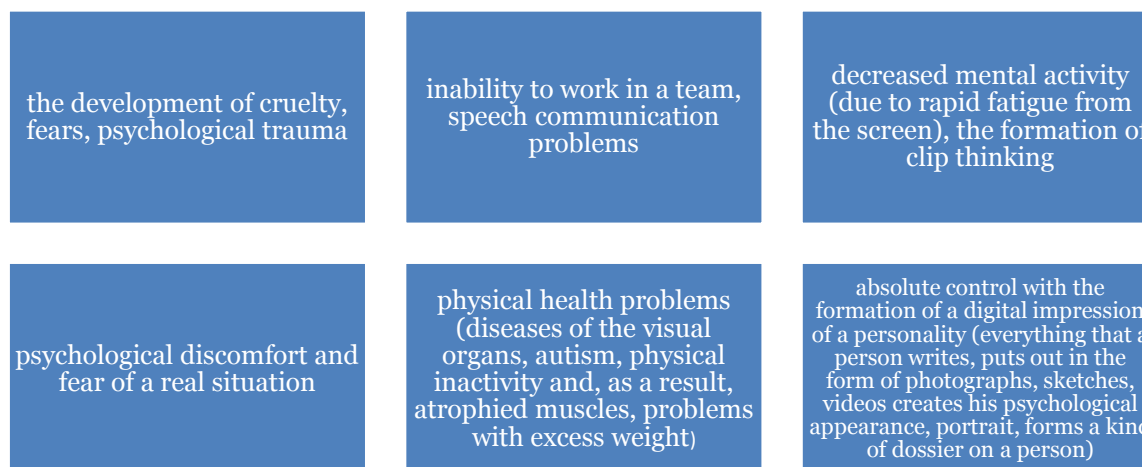 the development of cruelty,
fears, psychological trauma
inability to work in a team,
speech communication
problems
decreased mental activity
(due to rapid fatigue from
the screen), the formation of
clip thinking
psychological discomfort and
fear of a real situation
physical health problems
(diseases of the visual
organs, autism, physical
inactivity and, as a result,
atrophied muscles, problems
with excess weight)
absolute control with the
formation of a digital impression
of a personality (everything that a
person writes, puts out in the
form of photographs, sketches,
videos creates his psychological
appearance, portrait, forms a kind
of dossier on a person)